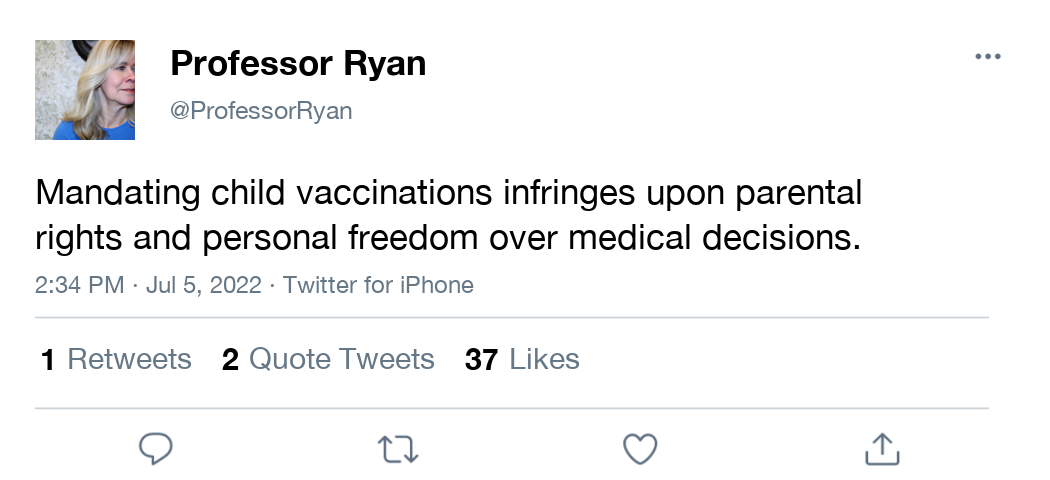 Professor Ryan
@ProfessorRyan
Mandating child vaccinations infringes upon parental
rights and personal freedom over medical decisions.
2:34 PM · Jul 5, 2022 · Twitter for iPhone
1 Retweets 2 Quote Tweets 37 Likes